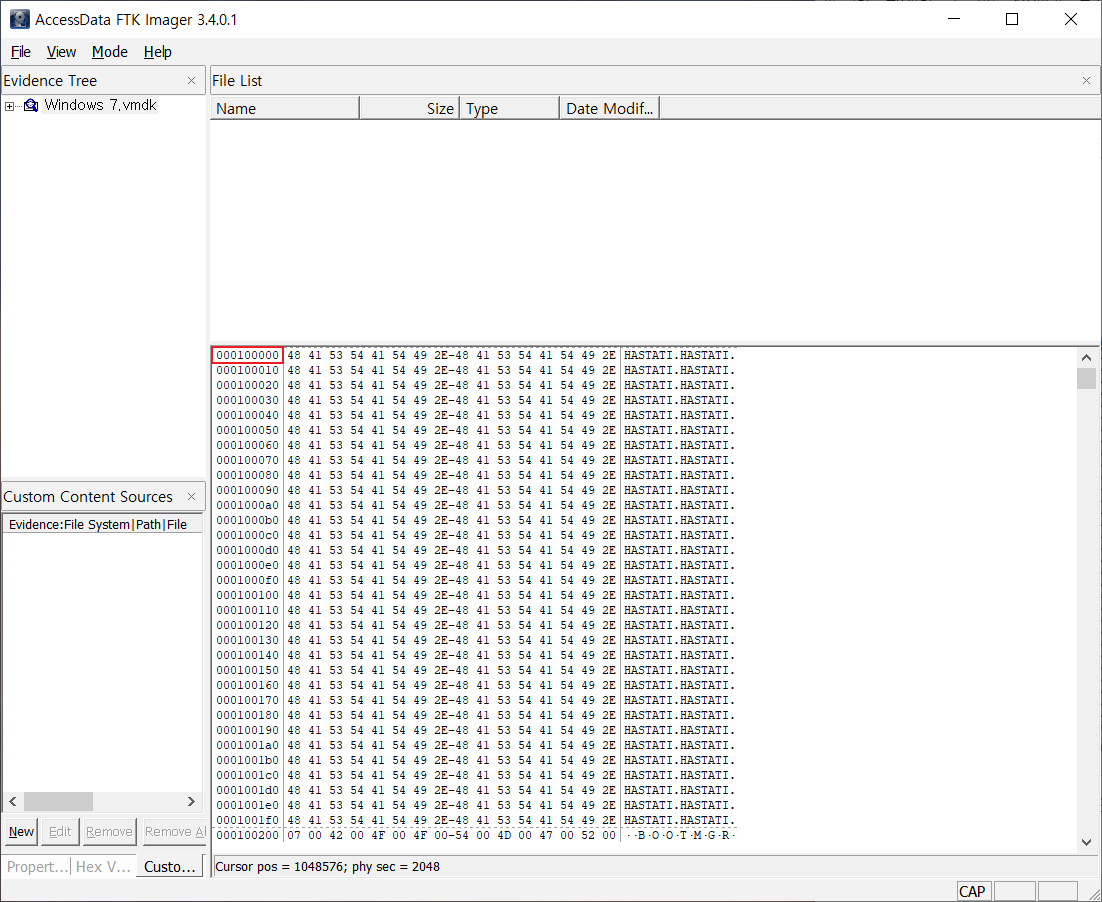 AccessData FTK Imager 3.4.0.1
File View Mode Help
Evidence Tree
Windows 7.vmdk
File List
Name Size Type Date Modif...
Custom Content Sources
Evidence:File System|Path|File
New Edit Remove Remove Al
Propert... Hex V... Custo...
000100000 48 41 53 54 41 54 49 2E-48 41 53 54 41 54 49 2E HASTATI.HASTATI.
000100010 48 41 53 54 41 54 49 2E-48 41 53 54 41 54 49 2E HASTATI.HASTATI.
000100020 48 41 53 54 41 54 49 2E-48 41 53 54 41 54 49 2E HASTATI.HASTATI.
000100030 48 41 53 54 41 54 49 2E-48 41 53 54 41 54 49 2E HASTATI.HASTATI.
000100040 48 41 53 54 41 54 49 2E-48 41 53 54 41 54 49 2E HASTATI.HASTATI.
000100050 48 41 53 54 41 54 49 2E-48 41 53 54 41 54 49 2E HASTATI.HASTATI.
000100060 48 41 53 54 41 54 49 2E-48 41 53 54 41 54 49 2E HASTATI.HASTATI.
000100070 48 41 53 54 41 54 49 2E-48 41 53 54 41 54 49 2E HASTATI.HASTATI.
000100080 48 41 53 54 41 54 49 2E-48 41 53 54 41 54 49 2E HASTATI.HASTATI.
000100090 48 41 53 54 41 54 49 2E-48 41 53 54 41 54 49 2E HASTATI.HASTATI.
0001000a0 48 41 53 54 41 54 49 2E-48 41 53 54 41 54 49 2E HASTATI.HASTATI.
0001000b0 48 41 53 54 41 54 49 2E-48 41 53 54 41 54 49 2E HASTATI.HASTATI.
0001000c0 48 41 53 54 41 54 49 2E-48 41 53 54 41 54 49 2E HASTATI.HASTATI.
0001000d0 48 41 53 54 41 54 49 2E-48 41 53 54 41 54 49 2E HASTATI.HASTATI.
0001000e0 48 41 53 54 41 54 49 2E-48 41 53 54 41 54 49 2E HASTATI.HASTATI.
0001000f0 48 41 53 54 41 54 49 2E-48 41 53 54 41 54 49 2E HASTATI.HASTATI.
000100100 48 41 53 54 41 54 49 2E-48 41 53 54 41 54 49 2E HASTATI.HASTATI.
000100110 48 41 53 54 41 54 49 2E-48 41 53 54 41 54 49 2E HASTATI.HASTATI.
000100120 48 41 53 54 41 54 49 2E-48 41 53 54 41 54 49 2E HASTATI.HASTATI.
000100130 48 41 53 54 41 54 49 2E-48 41 53 54 41 54 49 2E HASTATI.HASTATI.
000100140 48 41 53 54 41 54 49 2E-48 41 53 54 41 54 49 2E HASTATI.HASTATI.
000100150 48 41 53 54 41 54 49 2E-48 41 53 54 41 54 49 2E HASTATI.HASTATI.
000100160 48 41 53 54 41 54 49 2E-48 41 53 54 41 54 49 2E HASTATI.HASTATI.
000100170 48 41 53 54 41 54 49 2E-48 41 53 54 41 54 49 2E HASTATI.HASTATI.
000100180 48 41 53 54 41 54 49 2E-48 41 53 54 41 54 49 2E HASTATI.HASTATI.
000100190 48 41 53 54 41 54 49 2E-48 41 53 54 41 54 49 2E HASTATI.HASTATI.
0001001a0 48 41 53 54 41 54 49 2E-48 41 53 54 41 54 49 2E HASTATI.HASTATI.
0001001b0 48 41 53 54 41 54 49 2E-48 41 53 54 41 54 49 2E HASTATI.HASTATI.
0001001c0 48 41 53 54 41 54 49 2E-48 41 53 54 41 54 49 2E HASTATI.HASTATI.
0001001d0 48 41 53 54 41 54 49 2E-48 41 53 54 41 54 49 2E HASTATI.HASTATI.
0001001e0 48 41 53 54 41 54 49 2E-48 41 53 54 41 54 49 2E HASTATI.HASTATI.
0001001f0 48 41 53 54 41 54 49 2E-48 41 53 54 41 54 49 2E HASTATI.HASTATI.
000100200 07 00 42 00 4F 00 4F 00-54 00 4D 00 47 00 52 00 ··B·O·O·T·M·G·R·
Cursor pos = 1048576; phy sec = 2048
CAP